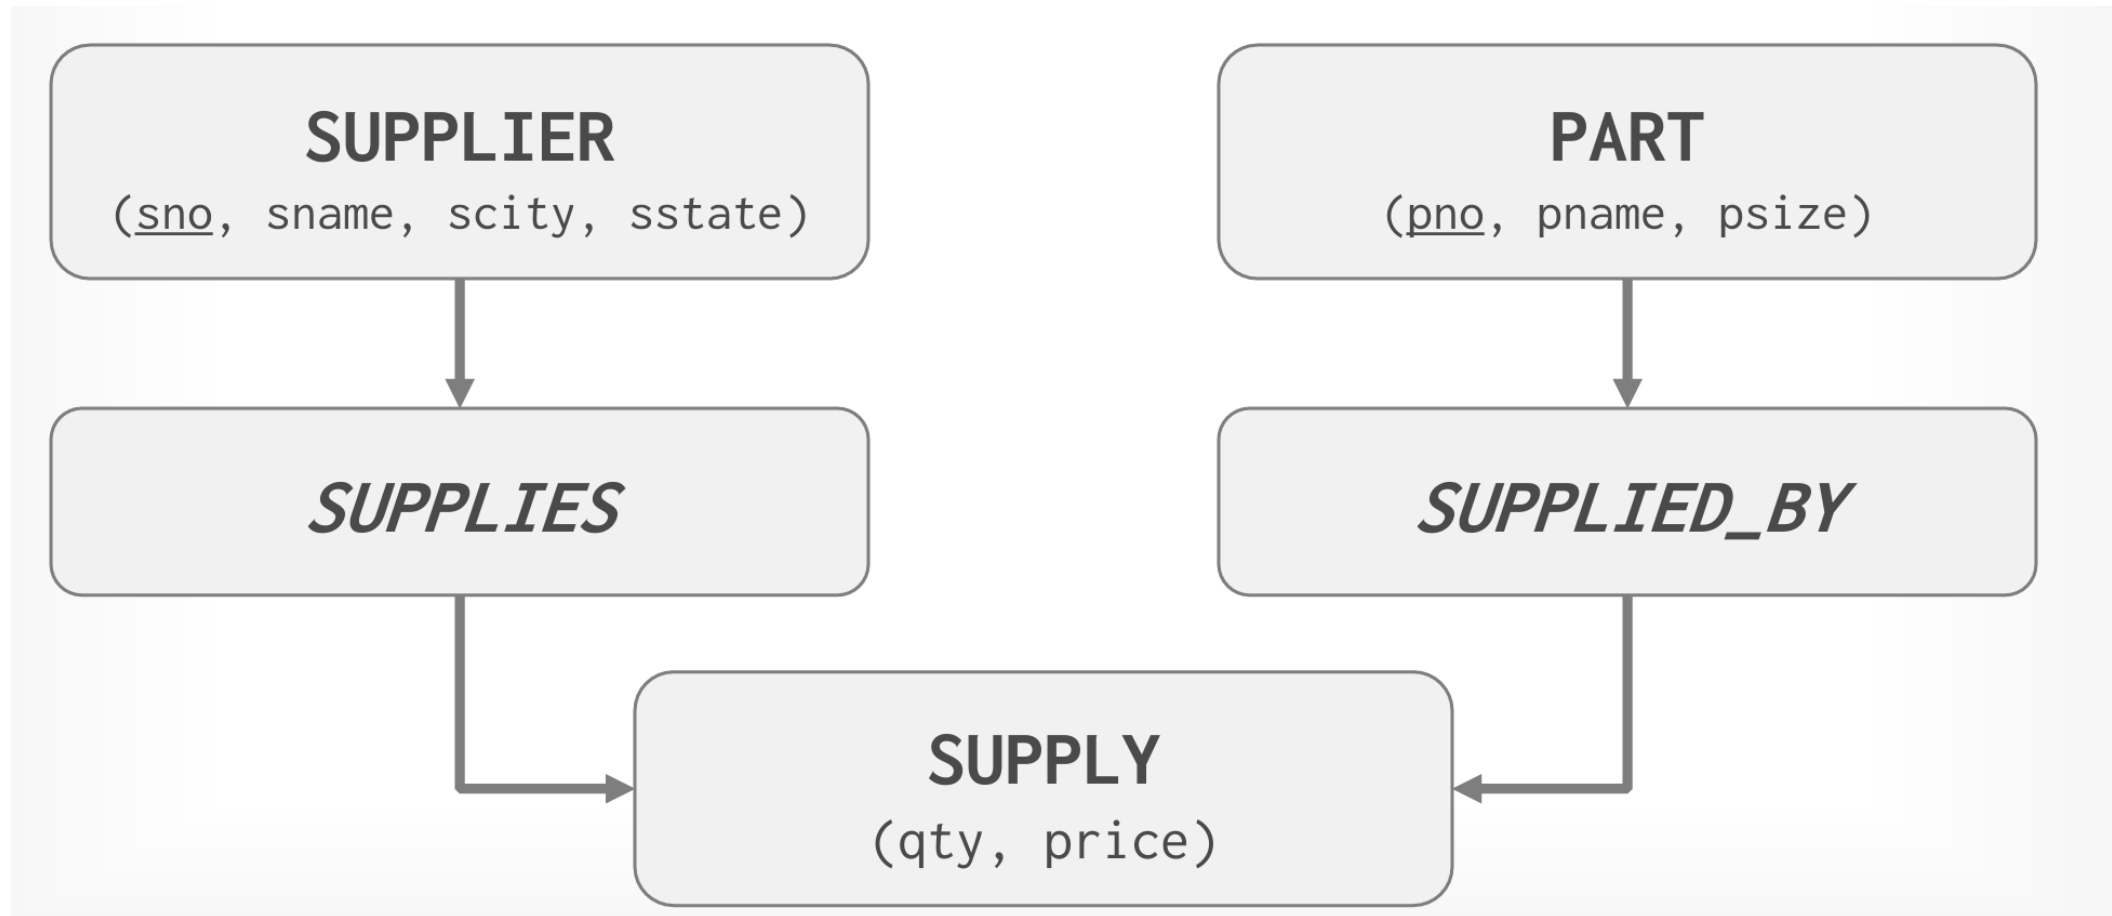 SUPPLIER
(sno, sname, scity, sstate)
PART
(pno, pname, psize)
SUPPLIES
SUPPLIED_BY
SUPPLY
(qty, price)